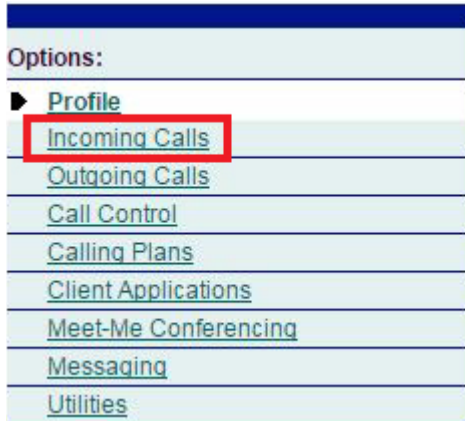 Options:
Profile
Incoming Calls
Outgoing Calls
Call Control
Calling Plans
Client Applications
Meet-Me Conferencing
Messaging
Utilities